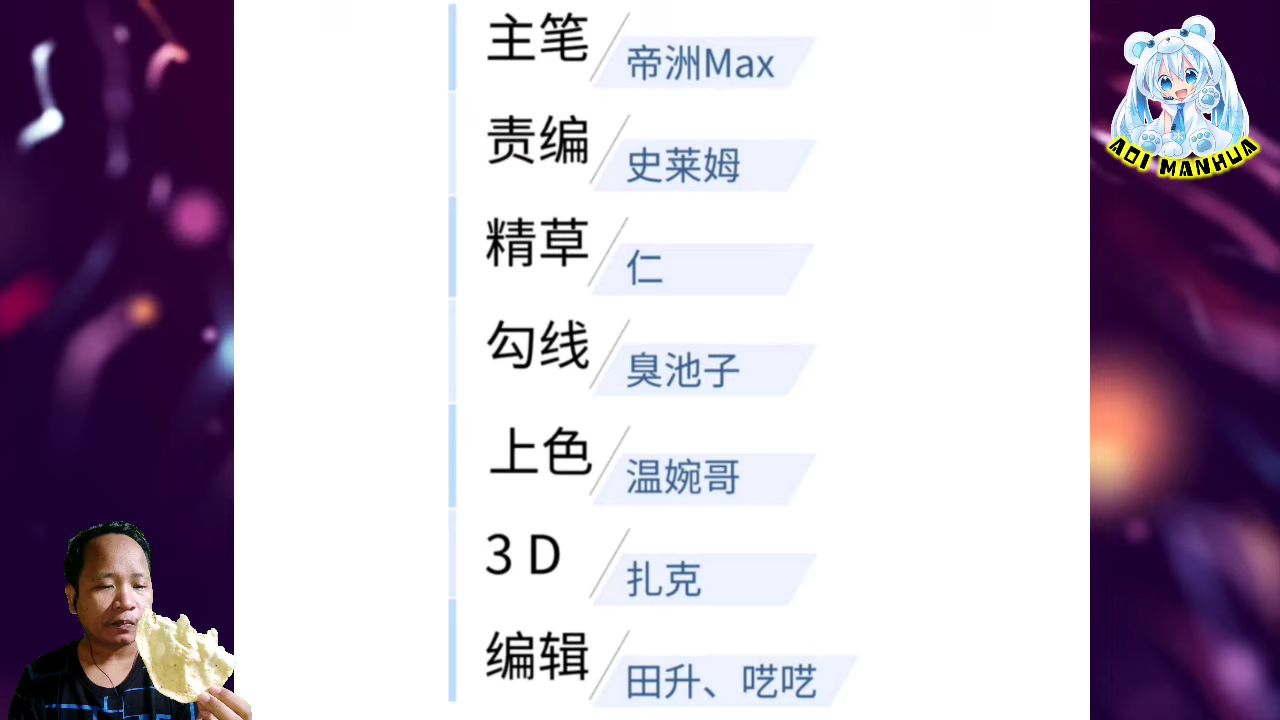 主笔
帝洲Max
责编
史莱姆
精草
仁
勾线
臭池子
上色
温婉哥
3D
扎克
编辑
田升、呓呓
AOI MANHUA